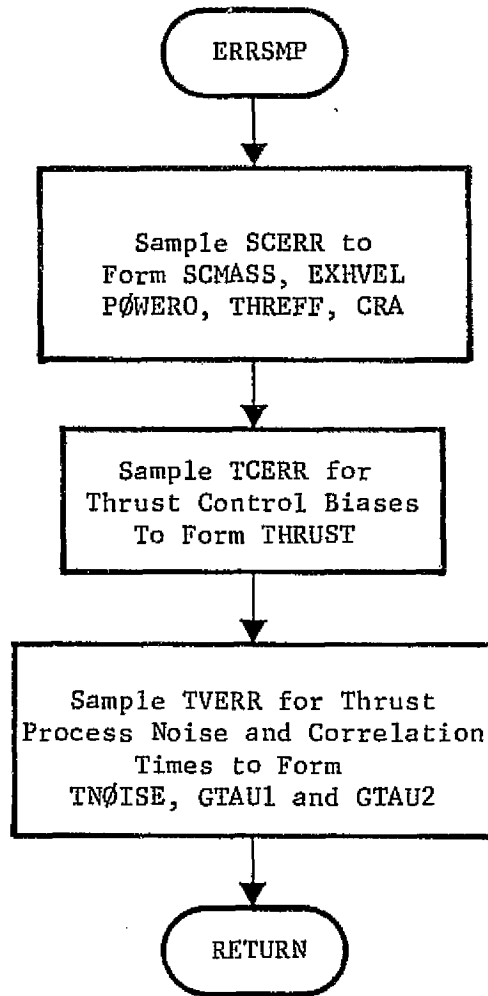 ERRSMP
Sample SCERR to
Form SCMASS, EXHVEL
PØWERO, THREFF, CRA
Sample TCERR for
Thrust Control Biases
To Form THRUST
Sample TVERR for Thrust
Process Noise and Correlation
Times to Form
TNØISE, GTAU1 and GTAU2
RETURN